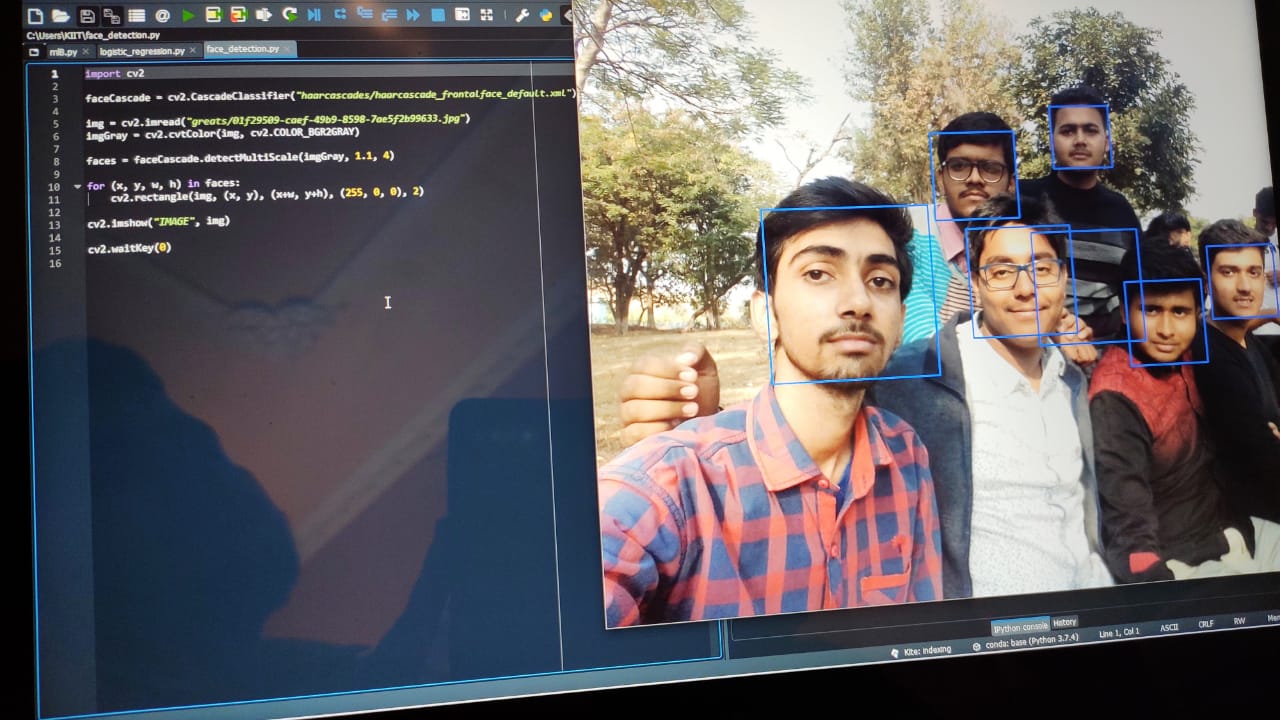 C:\Users\KIIT\face_detection.py
mlB.py
logistic_regression.py
face_detection.py
1 import cv2
2
3 faceCascade = cv2.CascadeClassifier("haarcascades/haarcascade_frontalface_default.xml")
4
5 img = cv2.imread("greats/01f29509-caef-49b9-8598-7ae5f2b99633.jpg")
6 imgGray = cv2.cvtColor(img, cv2.COLOR_BGR2GRAY)
7
8 faces = faceCascade.detectMultiScale(imgGray, 1.1, 4)
9
10 for (x, y, w, h) in faces:
11 cv2.rectangle(img, (x, y), (x+w, y+h), (255, 0, 0), 2)
12
13 cv2.imshow("IMAGE", img)
14
15 cv2.waitKey(0)
16
IPython console History
Kite: indexing conda: base (Python 3.7.4) Line 1, Col 1 ASCII CRLF RW